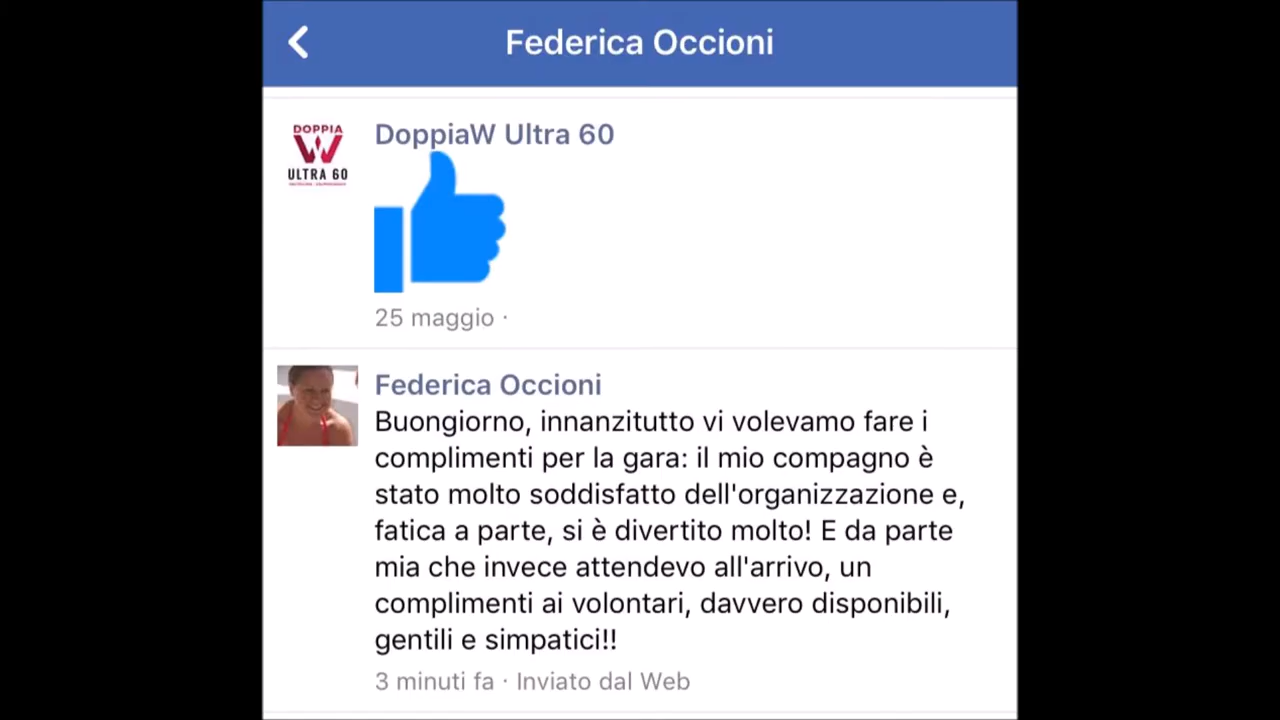 Federica Occioni
DOPPIA
W
ULTRA 60
DoppiaW Ultra 60
25 maggio ·
Federica Occioni
Buongiorno, innanzitutto vi volevamo fare i
complimenti per la gara: il mio compagno è
stato molto soddisfatto dell'organizzazione e,
fatica a parte, si è divertito molto! E da parte
mia che invece attendevo all'arrivo, un
complimenti ai volontari, davvero disponibili,
gentili e simpatici!!
3 minuti fa · Inviato dal Web